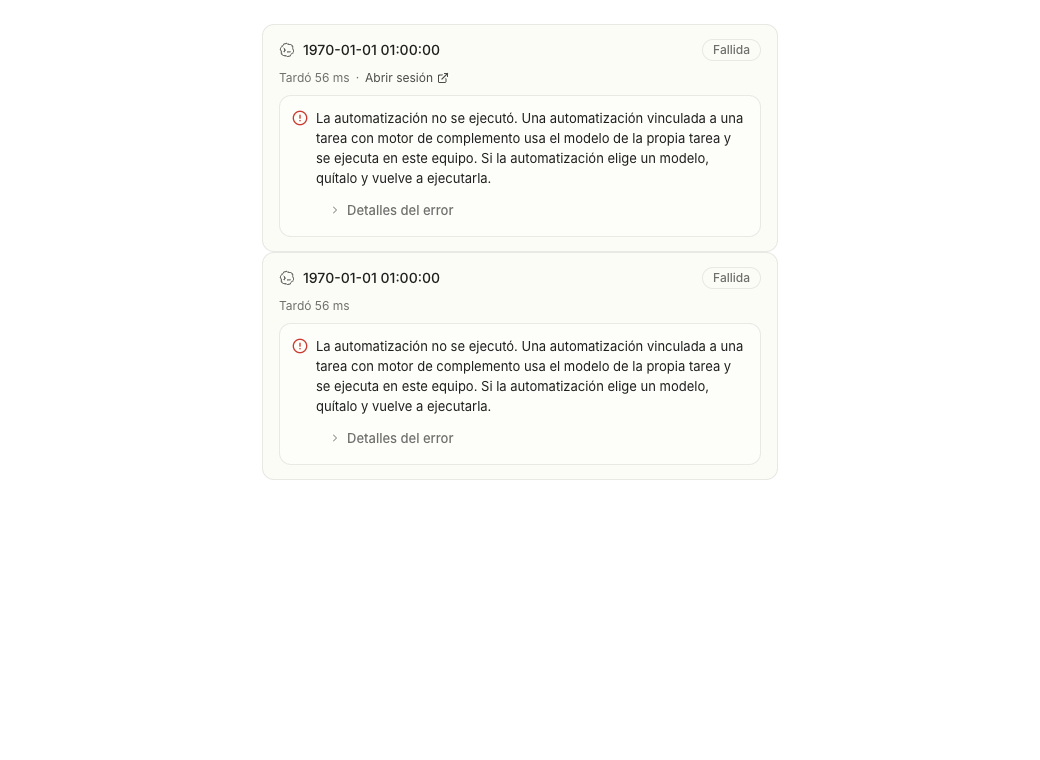 1970-01-01 01:00:00 Fallida
Tardó 56 ms · Abrir sesión
La automatización no se ejecutó. Una automatización vinculada a una
tarea con motor de complemento usa el modelo de la propia tarea y
se ejecuta en este equipo. Si la automatización elige un modelo,
quítalo y vuelve a ejecutarla.
Detalles del error
1970-01-01 01:00:00 Fallida
Tardó 56 ms
La automatización no se ejecutó. Una automatización vinculada a una
tarea con motor de complemento usa el modelo de la propia tarea y
se ejecuta en este equipo. Si la automatización elige un modelo,
quítalo y vuelve a ejecutarla.
Detalles del error